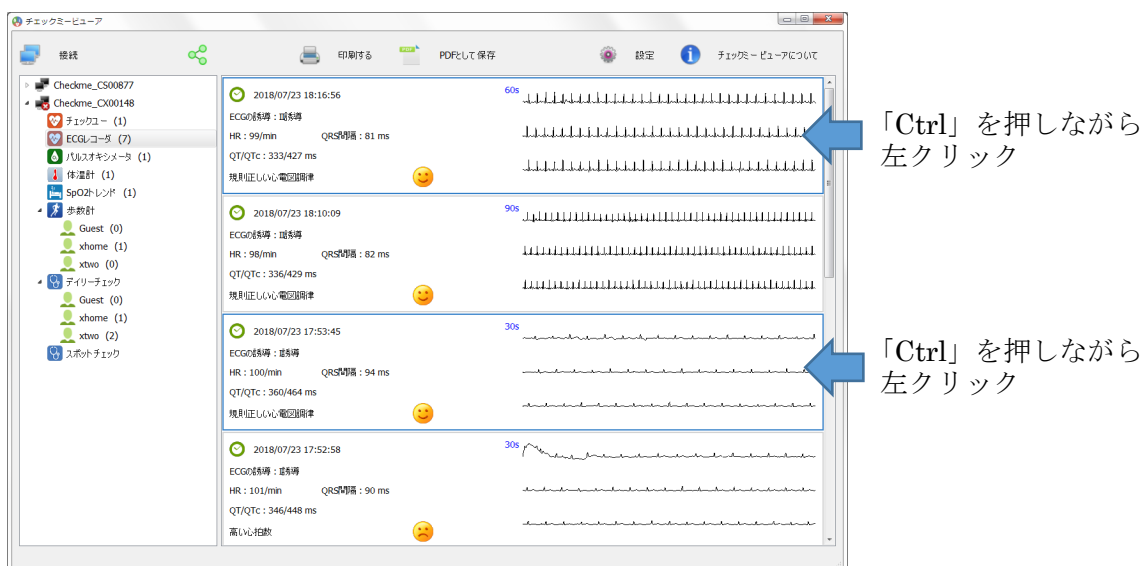 チェックミービューア
接続
印刷する
PDFとして保存
設定
チェックミービューアについて
Checkme_CS00877
Checkme_CX00148
チェックユー (1)
ECGレコーダ (7)
パルスオキシメータ (1)
体温計 (1)
SpO2トレンド (1)
歩数計
Guest (0)
xhome (1)
xtwo (0)
デイリーチェック
Guest (0)
xhome (1)
xtwo (2)
スポットチェック
2018/07/23 18:16:56
60s
ECGの誘導:II誘導
HR : 99/min QRS間隔 : 81 ms
QT/QTc : 333/427 ms
規則正しい心電図調律
2018/07/23 18:10:09
90s
ECGの誘導:II誘導
HR : 98/min QRS間隔 : 82 ms
QT/QTc : 336/429 ms
規則正しい心電図調律
2018/07/23 17:53:45
30s
ECGの誘導:I誘導
HR : 100/min QRS間隔 : 94 ms
QT/QTc : 360/464 ms
規則正しい心電図調律
2018/07/23 17:52:58
30s
ECGの誘導:I誘導
HR : 101/min QRS間隔 : 90 ms
QT/QTc : 346/448 ms
高い心拍数
「Ctrl」を押しながら
左クリック
「Ctrl」を押しながら
左クリック